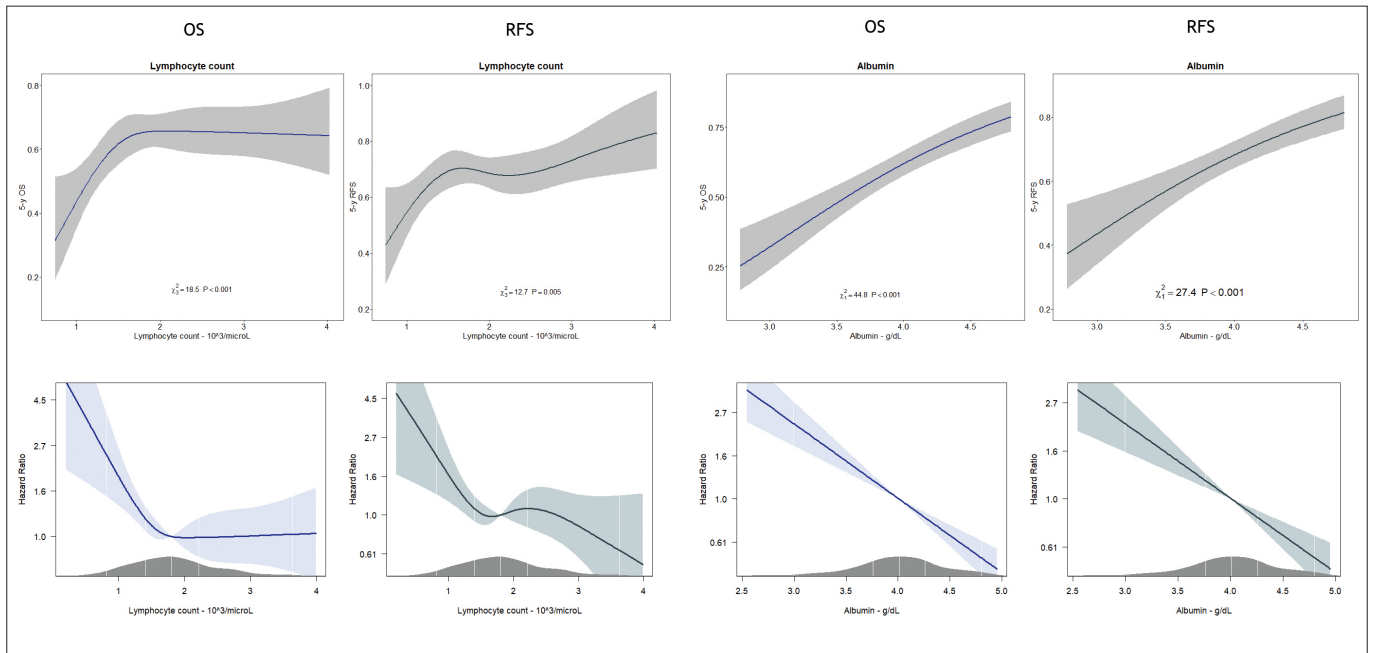 OS
RFS
OS
RFS
Lymphocyte count
0.8
0.6
0.4
0.2
5-y OS
χ²₃ = 18.5 P < 0.001
1 2 3 4
Lymphocyte count - 10^3/microL
Lymphocyte count
1.0
0.8
0.6
0.4
0.2
5-y RFS
χ²₃ = 12.7 P = 0.005
1 2 3 4
Lymphocyte count - 10^3/microL
Albumin
0.75
0.50
0.25
5-y OS
χ²₁ = 44.8 P < 0.001
3.0 3.5 4.0 4.5
Albumin - g/dL
Albumin
0.8
0.6
0.4
0.2
5-y RFS
χ²₁ = 27.4 P < 0.001
3.0 3.5 4.0 4.5
Albumin - g/dL
4.5
2.7
1.6
1.0
Hazard Ratio
1 2 3 4
Lymphocyte count - 10^3/microL
4.5
2.7
1.6
1.0
0.61
Hazard Ratio
1 2 3 4
Lymphocyte count - 10^3/microL
2.7
1.6
1.0
0.61
Hazard Ratio
2.5 3.0 3.5 4.0 4.5 5.0
Albumin - g/dL
2.7
1.6
1.0
0.61
Hazard Ratio
2.5 3.0 3.5 4.0 4.5 5.0
Albumin - g/dL